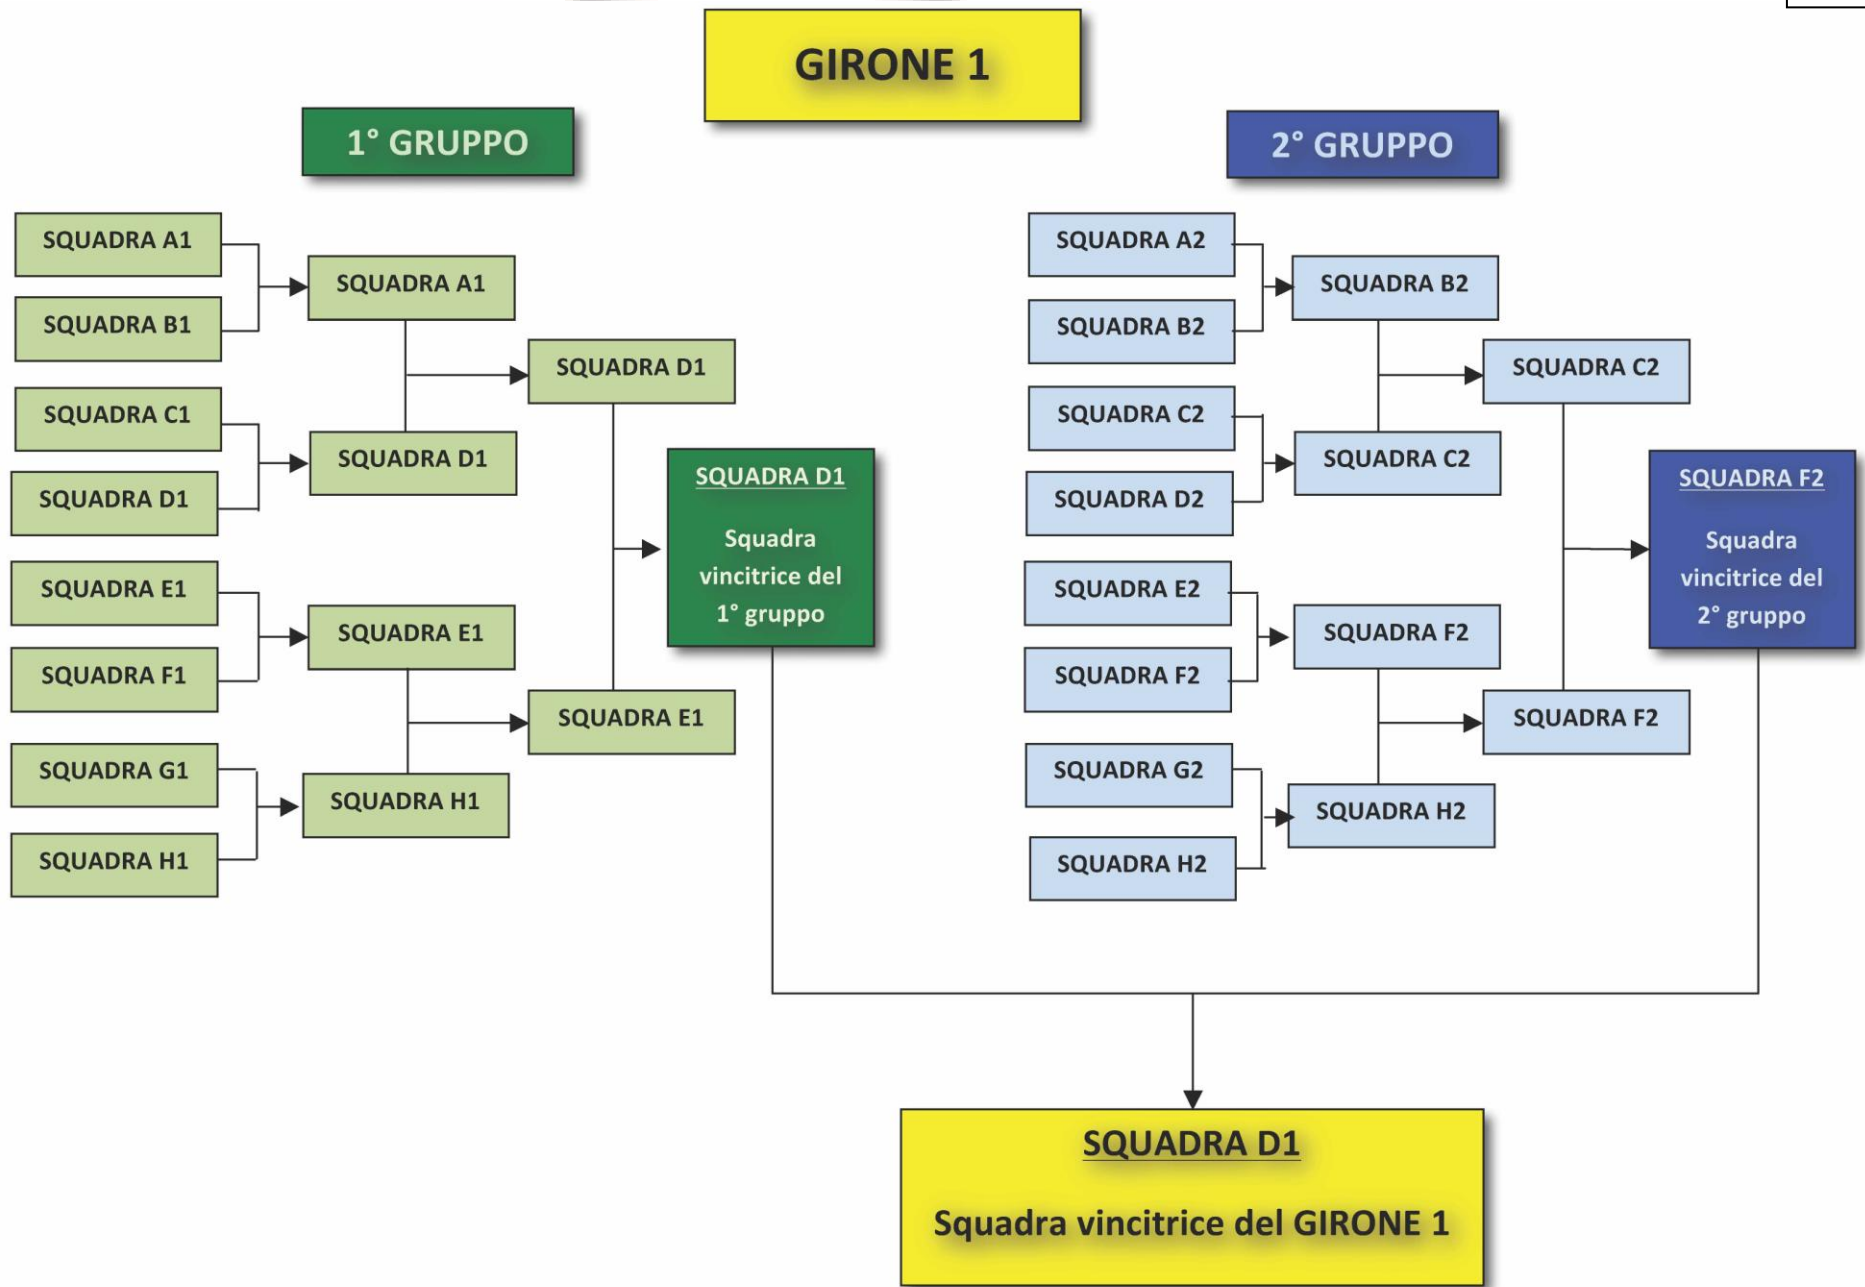 GIRONE 1
1° GRUPPO
2° GRUPPO
SQUADRA A1
SQUADRA B1
SQUADRA C1
SQUADRA D1
SQUADRA E1
SQUADRA F1
SQUADRA G1
SQUADRA H1
SQUADRA A1
SQUADRA D1
SQUADRA E1
SQUADRA H1
SQUADRA D1
SQUADRA E1
SQUADRA D1
Squadra
vincitrice del
1° gruppo
SQUADRA A2
SQUADRA B2
SQUADRA C2
SQUADRA D2
SQUADRA E2
SQUADRA F2
SQUADRA G2
SQUADRA H2
SQUADRA B2
SQUADRA C2
SQUADRA F2
SQUADRA H2
SQUADRA C2
SQUADRA F2
SQUADRA F2
Squadra
vincitrice del
2° gruppo
SQUADRA D1
Squadra vincitrice del GIRONE 1